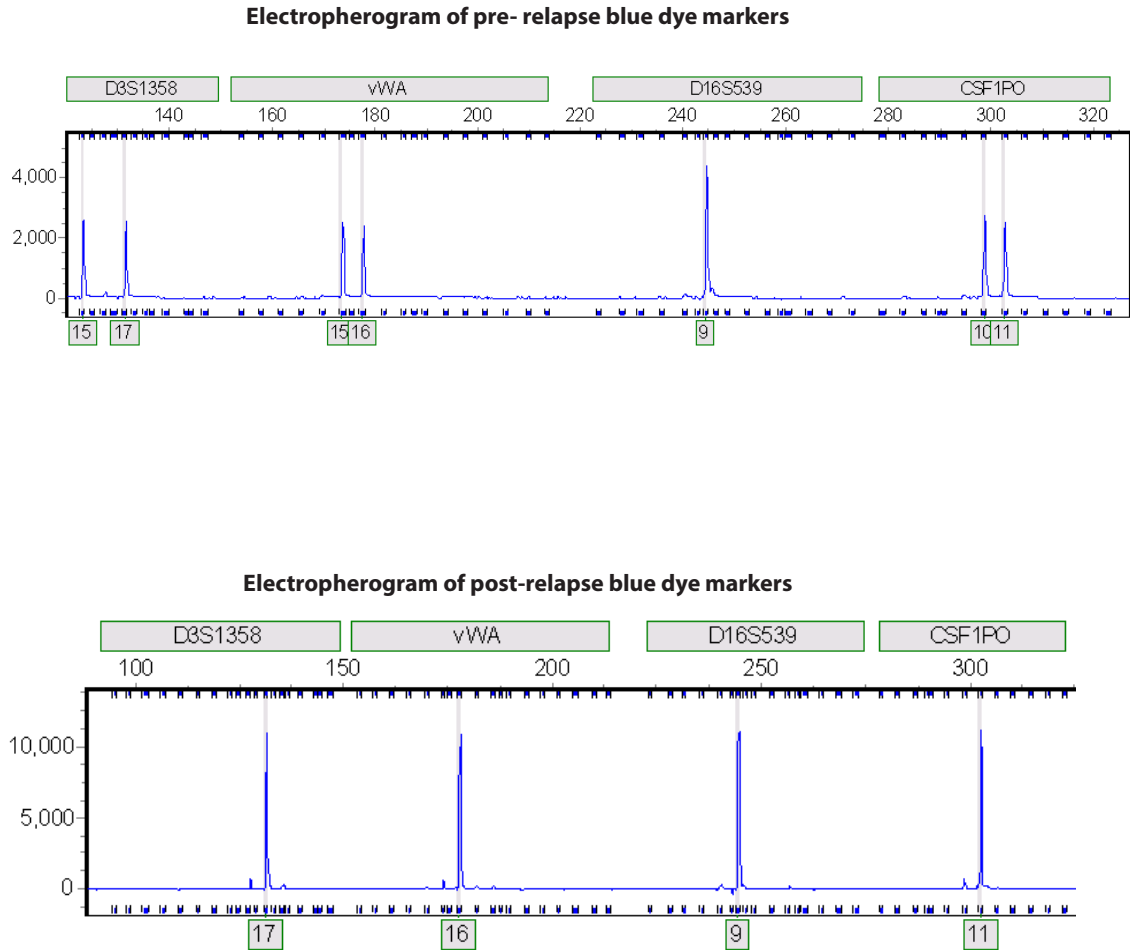 Electropherogram of pre- relapse blue dye markers
D3S1358 vWA D16S539 CSF1PO
140 160 180 200 220 240 260 280 300 320
4,000
2,000
0
15 17 15 16 9 10 11
Electropherogram of post-relapse blue dye markers
D3S1358 vWA D16S539 CSF1PO
100 150 200 250 300
10,000
5,000
0
17 16 9 11